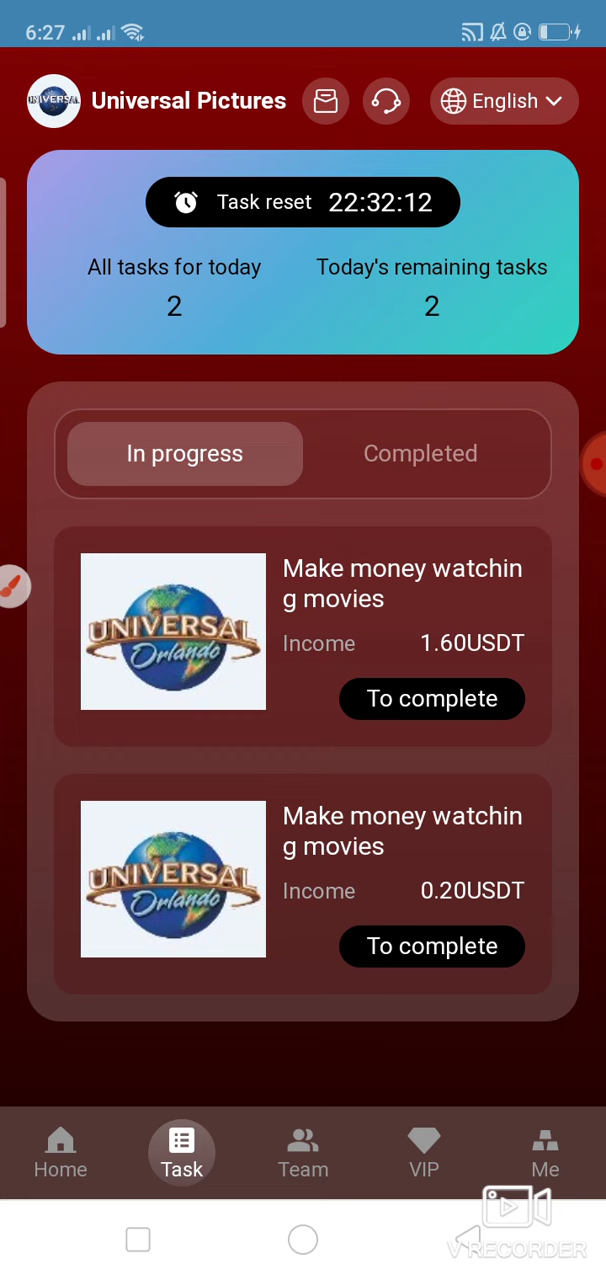 6:27
UNIVERSAL Universal Pictures English
Task reset 22:32:12
All tasks for today Today's remaining tasks
2 2
In progress Completed
UNIVERSAL
Orlando
Make money watchin
g movies
Income 1.60USDT
To complete
UNIVERSAL
Orlando
Make money watchin
g movies
Income 0.20USDT
To complete
Home Task Team VIP Me
V RECORDER